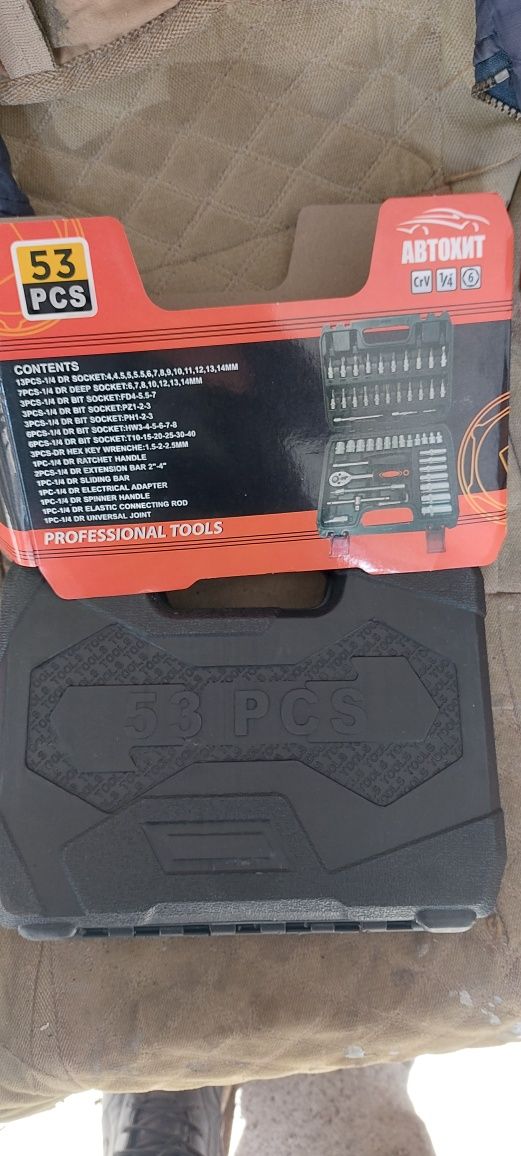 53
PCS
АВТОХИТ
CrV
1/4"
6
CONTENTS
13PCS-1/4 DR SOCKET:4,4.5,5,5.5,6,7,8,9,10,11,12,13,14MM
7PCS-1/4 DR DEEP SOCKET:6,7,8,10,12,13,14MM
3PCS-1/4 DR BIT SOCKET:FD4-5.5-7
3PCS-1/4 DR BIT SOCKET:PZ1-2-3
3PCS-1/4 DR BIT SOCKET:PH1-2-3
6PCS-1/4 DR BIT SOCKET:HW3-4-5-6-7-8
6PCS-1/4 DR BIT SOCKET:T10-15-20-25-30-40
3PCS-DR HEX KEY WRENCHE:1.5-2-2.5MM
1PC-1/4 DR RATCHET HANDLE
2PCS-1/4 DR EXTENSION BAR 2"-4"
1PC-1/4 DR SLIDING BAR
1PC-1/4 DR ELECTRICAL ADAPTER
1PC-1/4 DR SPINNER HANDLE
1PC-1/4 DR ELASTIC CONNECTING ROD
1PC-1/4 DR UNVERSAL JOINT
PROFESSIONAL TOOLS
53 PCS